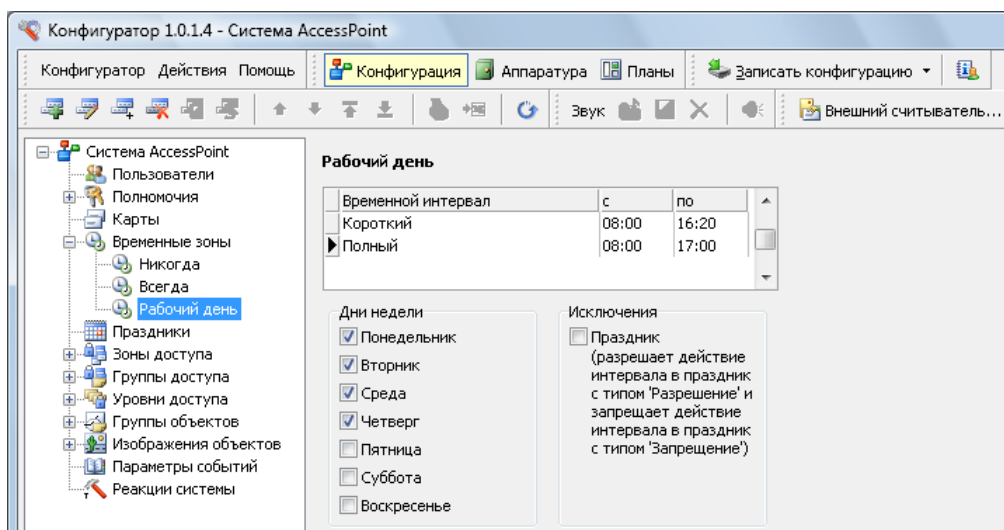 Конфигуратор 1.0.1.4 - Система AccessPoint
Конфигуратор Действия Помощь Конфигурация Аппаратура Планы Записать конфигурацию
Звук Внешний считыватель...
Система AccessPoint
Пользователи
Полномочия
Карты
Временные зоны
Никогда
Всегда
Рабочий день
Праздники
Зоны доступа
Группы доступа
Уровни доступа
Группы объектов
Изображения объектов
Параметры событий
Реакции системы
Рабочий день
Временной интервал с по
Короткий 08:00 16:20
Полный 08:00 17:00
Дни недели
Понедельник
Вторник
Среда
Четверг
Пятница
Суббота
Воскресенье
Исключения
Праздник
(разрешает действие
интервала в праздник
с типом 'Разрешение' и
запрещает действие
интервала в праздник
с типом 'Запрещение')